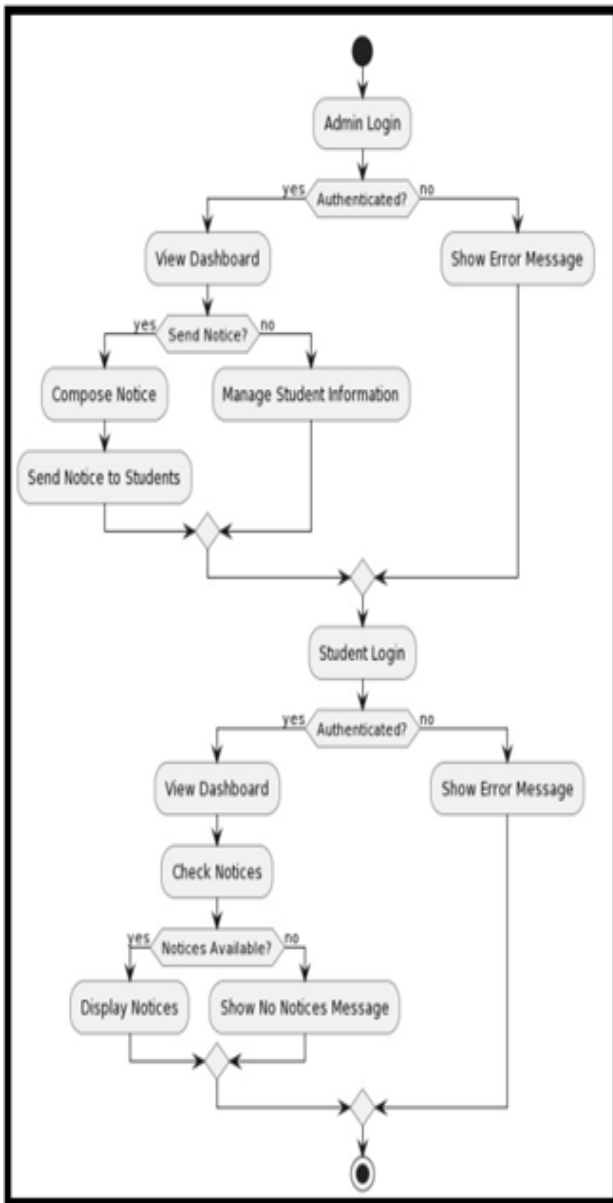 Admin Login
yes
Authenticated?
no
View Dashboard
Show Error Message
yes
Send Notice?
no
Compose Notice
Manage Student Information
Send Notice to Students
Student Login
yes
Authenticated?
no
View Dashboard
Show Error Message
Check Notices
yes
Notices Available?
no
Display Notices
Show No Notices Message